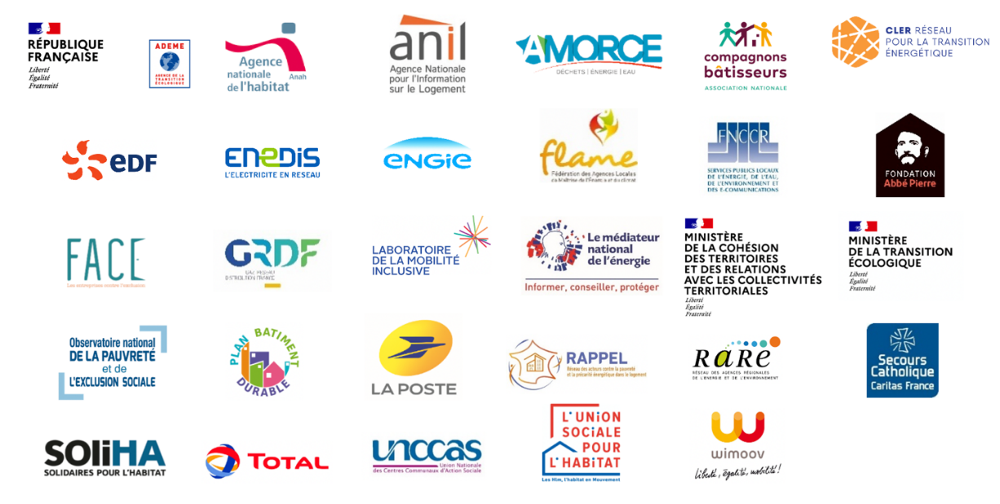 RÉPUBLIQUE
FRANÇAISE
Liberté
Égalité
Fraternité
ADEME
AGENCE DE LA
TRANSITION
ÉCOLOGIQUE
Agence
nationale
de l'habitat
Anah
anil
Agence Nationale
pour l'Information
sur le Logement
AMORCE
DÉCHETS | ÉNERGIE | EAU
compagnons
bâtisseurs
ASSOCIATION NATIONALE
CLER RÉSEAU
POUR LA TRANSITION
ÉNERGÉTIQUE
eDF
ENEDIS
L'ELECTRICITE EN RESEAU
ENGIE
flame
Fédération des Agences Locales
de Maîtrise de l'Énergie et du climat
FNCCR
SERVICES PUBLICS LOCAUX
DE L'ÉNERGIE, DE L'EAU,
DE L'ENVIRONNEMENT ET
DES E-COMMUNICATIONS
FONDATION
Abbé Pierre
FACE
Les entreprises contre l'exclusion
GRDF
GAZ RÉSEAU
DISTRIBUTION FRANCE
LABORATOIRE
DE LA MOBILITÉ
INCLUSIVE
Le médiateur
national
de l'énergie
Informer, conseiller, protéger
MINISTÈRE
DE LA COHÉSION
DES TERRITOIRES
ET DES RELATIONS
AVEC LES COLLECTIVITÉS
TERRITORIALES
Liberté
Égalité
Fraternité
MINISTÈRE
DE LA TRANSITION
ÉCOLOGIQUE
Liberté
Égalité
Fraternité
Observatoire national
DE LA PAUVRETÉ
et de
L'EXCLUSION SOCIALE
PLAN BATIMENT
DURABLE
LA POSTE
RAPPEL
Réseau des acteurs contre la pauvreté
et la précarité énergétique dans le logement
RaRe
RÉSEAU DES AGENCES RÉGIONALES
DE L'ENERGIE ET DE L'ENVIRONNEMENT
Secours
Catholique
Caritas France
SOLiHA
SOLIDAIRES POUR L'HABITAT
TOTAL
unccas
Union Nationale
des Centres Communaux d'Action Sociale
L'UNiON
SOCiALE
POUR
L'HABiTAT
Les Hlm, l'habitat en Mouvement
wimoov
Liberté, égalité, mobilité !